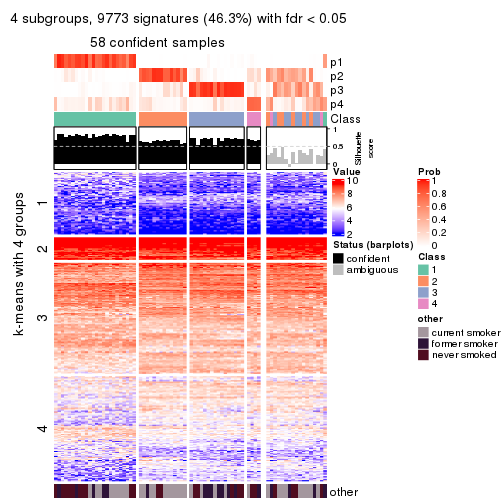 4 subgroups, 9773 signatures (46.3%) with fdr < 0.05
58 confident samples
p1
p2
p3
p4
Class
1
0.5
0
Silhouette
score
k-means with 4 groups
1
2
3
4
other
Value
10
8
6
4
2
Status (barplots)
confident
ambiguous
Prob
1
0.8
0.6
0.4
0.2
0
Class
1
2
3
4
other
current smoker
former smoker
never smoked